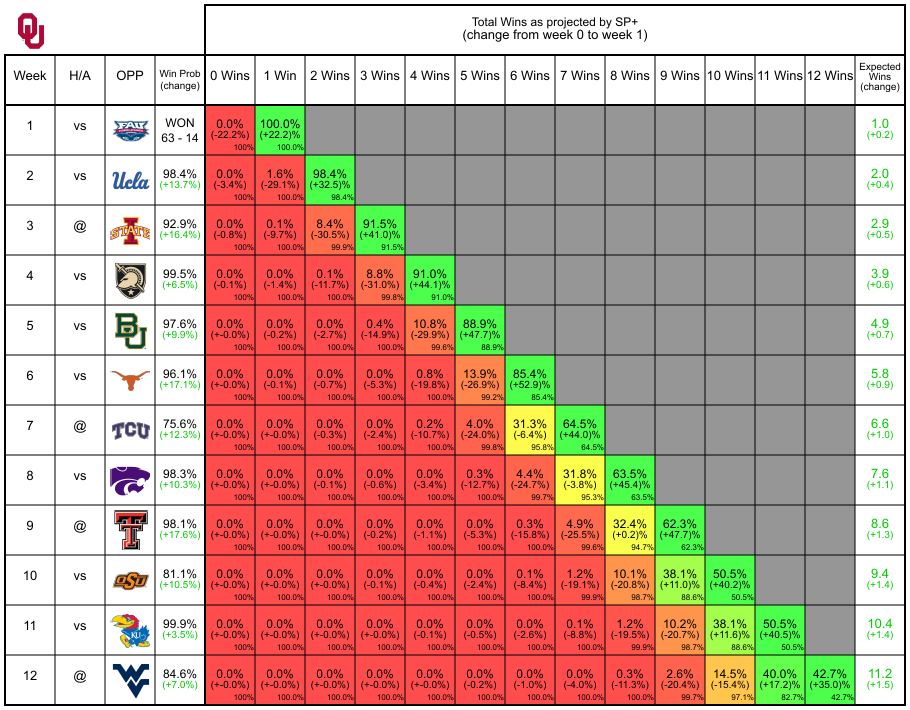 OU
Total Wins as projected by SP+
(change from week 0 to week 1)
Week H/A OPP Win Prob (change) 0 Wins 1 Win 2 Wins 3 Wins 4 Wins 5 Wins 6 Wins 7 Wins 8 Wins 9 Wins 10 Wins 11 Wins 12 Wins Expected Wins (change)
1 vs FAU WON 0.0% 100.0% 1.0
63 - 14 (-22.2%) (+22.2)% (+0.2)
100% 100.0%
2 vs Ucla 98.4% 0.0% 1.6% 98.4% 2.0
(+13.7%) (-3.4%) (-29.1%) (+32.5)% (+0.4)
100% 100.0% 98.4%
3 @ I STATE 92.9% 0.0% 0.1% 8.4% 91.5% 2.9
(+16.4%) (-0.8%) (-9.7%) (-30.5%) (+41.0)% (+0.5)
100% 100.0% 99.9% 91.5%
4 vs 99.5% 0.0% 0.0% 0.1% 8.8% 91.0% 3.9
(+6.5%) (-0.1%) (-1.4%) (-11.7%) (-31.0%) (+44.1)% (+0.6)
100% 100.0% 100.0% 99.8% 91.0%
5 vs BU 97.6% 0.0% 0.0% 0.0% 0.4% 10.8% 88.9% 4.9
(+9.9%) (+-0.0%) (-0.2%) (-2.7%) (-14.9%) (-29.9%) (+47.7)% (+0.7)
100% 100.0% 100.0% 100.0% 99.6% 88.9%
6 vs 96.1% 0.0% 0.0% 0.0% 0.0% 0.8% 13.9% 85.4% 5.8
(+17.1%) (+-0.0%) (-0.1%) (-0.7%) (-5.3%) (-19.8%) (-26.9%) (+52.9)% (+0.9)
100% 100.0% 100.0% 100.0% 100.0% 99.2% 85.4%
7 @ TCU 75.6% 0.0% 0.0% 0.0% 0.0% 0.2% 4.0% 31.3% 64.5% 6.6
(+12.3%) (+-0.0%) (+-0.0%) (-0.3%) (-2.4%) (-10.7%) (-24.0%) (-6.4%) (+44.0)% (+1.0)
100% 100.0% 100.0% 100.0% 100.0% 99.8% 95.8% 64.5%
8 vs 98.3% 0.0% 0.0% 0.0% 0.0% 0.0% 0.3% 4.4% 31.8% 63.5% 7.6
(+10.3%) (+-0.0%) (+-0.0%) (-0.1%) (-0.6%) (-3.4%) (-12.7%) (-24.7%) (-3.8%) (+45.4)% (+1.1)
100% 100.0% 100.0% 100.0% 100.0% 100.0% 99.7% 95.3% 63.5%
9 @ T 98.1% 0.0% 0.0% 0.0% 0.0% 0.0% 0.0% 0.3% 4.9% 32.4% 62.3% 8.6
(+17.6%) (+-0.0%) (+-0.0%) (+-0.0%) (-0.2%) (-1.1%) (-5.3%) (-15.8%) (-25.5%) (+0.2)% (+47.7)% (+1.3)
100% 100.0% 100.0% 100.0% 100.0% 100.0% 100.0% 99.6% 94.7% 62.3%
10 vs OSU 81.1% 0.0% 0.0% 0.0% 0.0% 0.0% 0.0% 0.1% 1.2% 10.1% 38.1% 50.5% 9.4
(+10.5%) (+-0.0%) (+-0.0%) (+-0.0%) (-0.1%) (-0.4%) (-2.4%) (-8.4%) (-19.1%) (-20.8%) (+11.0)% (+40.2)% (+1.4)
100% 100.0% 100.0% 100.0% 100.0% 100.0% 100.0% 99.9% 98.7% 88.6% 50.5%
11 vs KU 99.9% 0.0% 0.0% 0.0% 0.0% 0.0% 0.0% 0.0% 0.1% 1.2% 10.2% 38.1% 50.5% 10.4
(+3.5%) (+-0.0%) (+-0.0%) (+-0.0%) (+-0.0%) (-0.1%) (-0.5%) (-2.6%) (-8.8%) (-19.5%) (-20.7%) (+11.6)% (+40.5)% (+1.4)
100% 100.0% 100.0% 100.0% 100.0% 100.0% 100.0% 100.0% 99.9% 98.7% 88.6% 50.5%
12 @ WV 84.6% 0.0% 0.0% 0.0% 0.0% 0.0% 0.0% 0.0% 0.0% 0.3% 2.6% 14.5% 40.0% 42.7% 11.2
(+7.0%) (+-0.0%) (+-0.0%) (+-0.0%) (+-0.0%) (+-0.0%) (-0.2%) (-1.0%) (-4.0%) (-11.3%) (-20.4%) (-15.4%) (+17.2)% (+35.0)% (+1.5)
100% 100.0% 100.0% 100.0% 100.0% 100.0% 100.0% 100.0% 100.0% 99.7% 97.1% 82.7% 42.7%